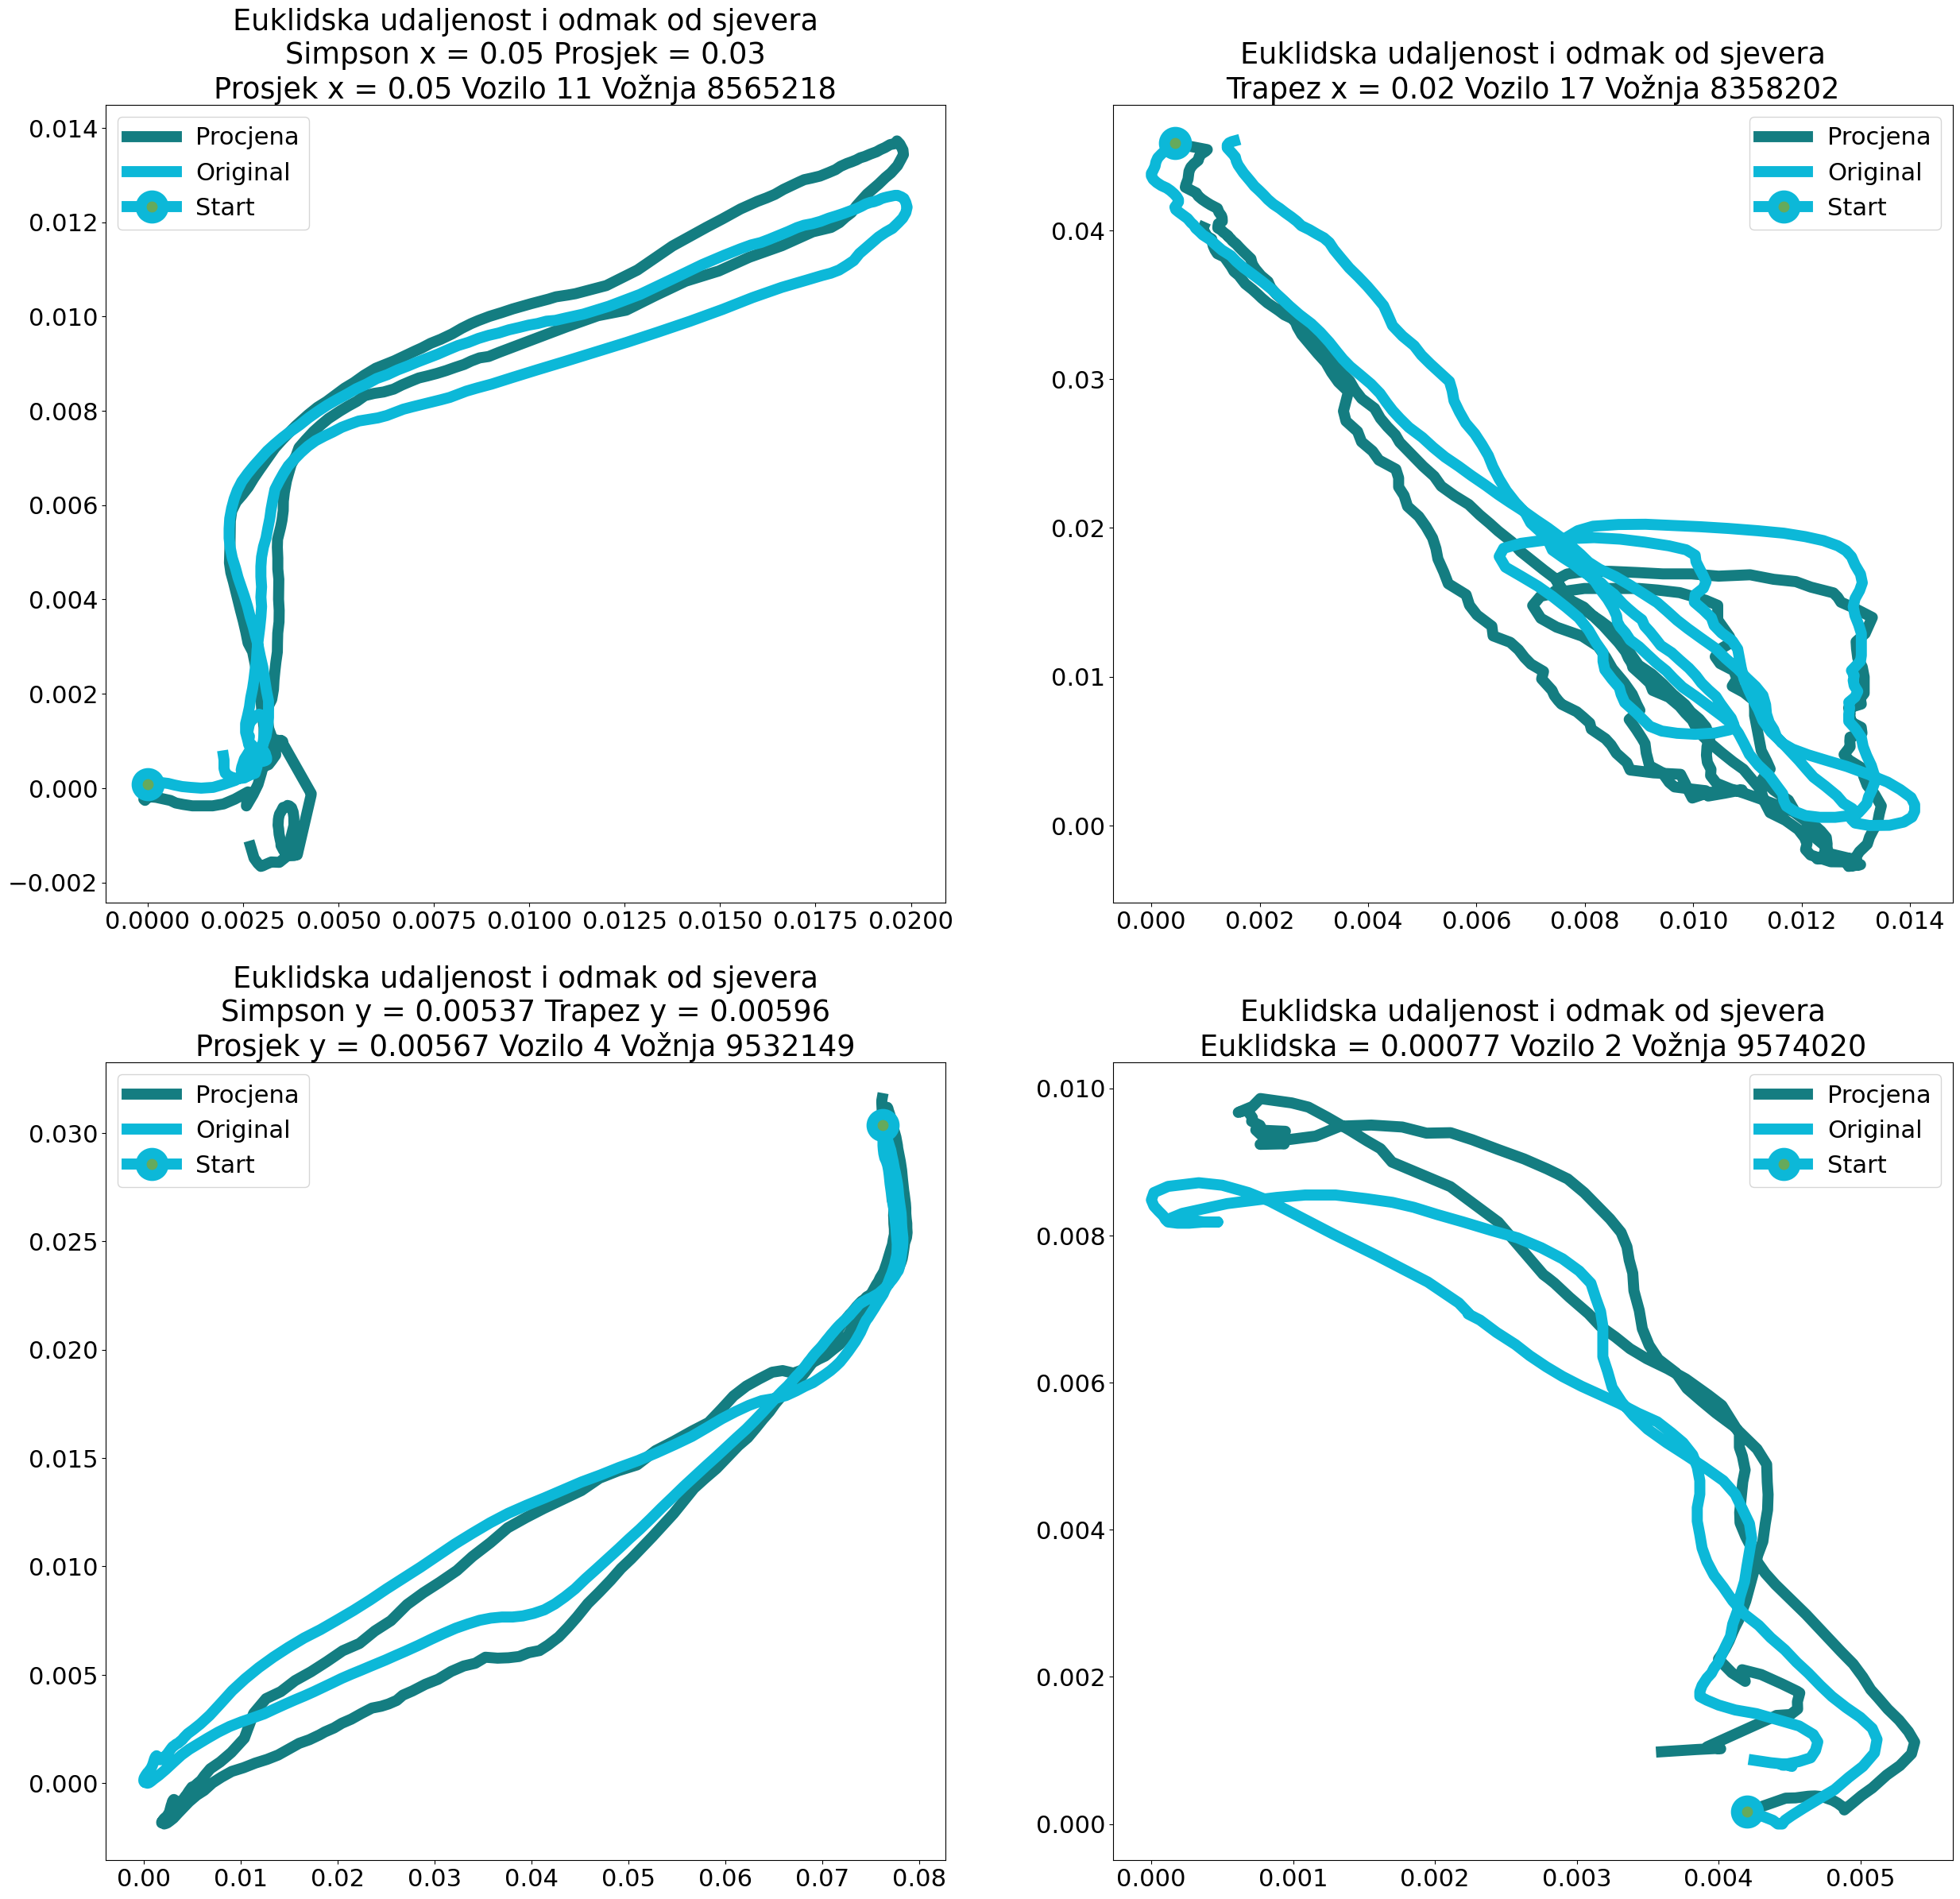 Euklidska udaljenost i odmak od sjevera
Simpson x = 0.05 Prosjek = 0.03
Prosjek x = 0.05 Vozilo 11 Vožnja 8565218
0.014
0.012
0.010
0.008
0.006
0.004
0.002
0.000
−0.002
Procjena
Original
Start
0.0000 0.0025 0.0050 0.0075 0.0100 0.0125 0.0150 0.0175 0.0200
Euklidska udaljenost i odmak od sjevera
Trapez x = 0.02 Vozilo 17 Vožnja 8358202
0.04
0.03
0.02
0.01
0.00
Procjena
Original
Start
0.000 0.002 0.004 0.006 0.008 0.010 0.012 0.014
Euklidska udaljenost i odmak od sjevera
Simpson y = 0.00537 Trapez y = 0.00596
Prosjek y = 0.00567 Vozilo 4 Vožnja 9532149
0.030
0.025
0.020
0.015
0.010
0.005
0.000
Procjena
Original
Start
0.00 0.01 0.02 0.03 0.04 0.05 0.06 0.07 0.08
Euklidska udaljenost i odmak od sjevera
Euklidska = 0.00077 Vozilo 2 Vožnja 9574020
0.010
0.008
0.006
0.004
0.002
0.000
Procjena
Original
Start
0.000 0.001 0.002 0.003 0.004 0.005